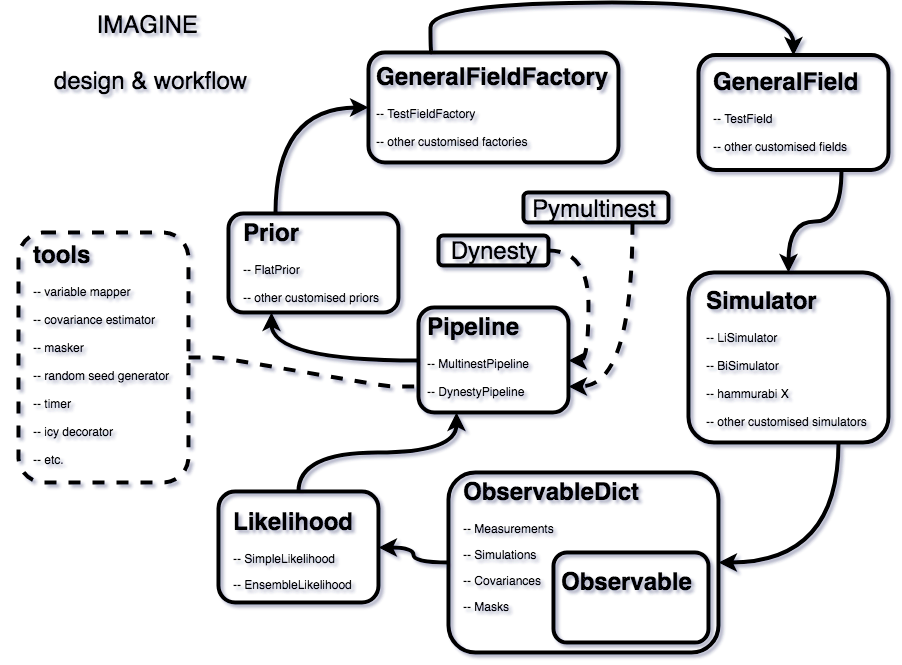 IMAGINE
design & workflow
GeneralFieldFactory
-- TestFieldFactory
-- other customised factories
GeneralField
-- TestField
-- other customised fields
Pymultinest
Dynesty
Prior
-- FlatPrior
-- other customised priors
tools
-- variable mapper
-- covariance estimator
-- masker
-- random seed generator
-- timer
-- icy decorator
-- etc.
Pipeline
-- MultinestPipeline
-- DynestyPipeline
Simulator
-- LiSimulator
-- BiSimulator
-- hammurabi X
-- other customised simulators
Likelihood
-- SimpleLikelihood
-- EnsembleLikelihood
ObservableDict
-- Measurements
-- Simulations
-- Covariances
-- Masks
Observable